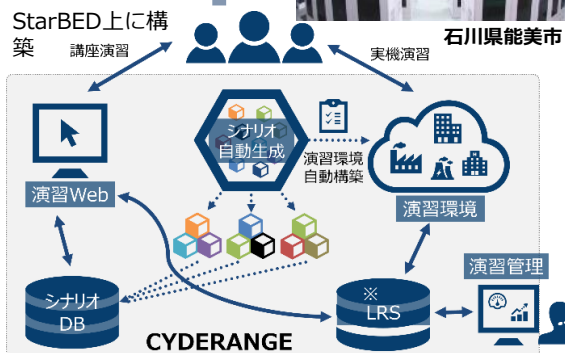 StarBED上に構
築
石川県能美市
講座演習
実機演習
シナリオ
自動生成
演習環境
自動構築
演習Web
演習環境
演習管理
シナリオ
DB
※
LRS
CYDERANGE